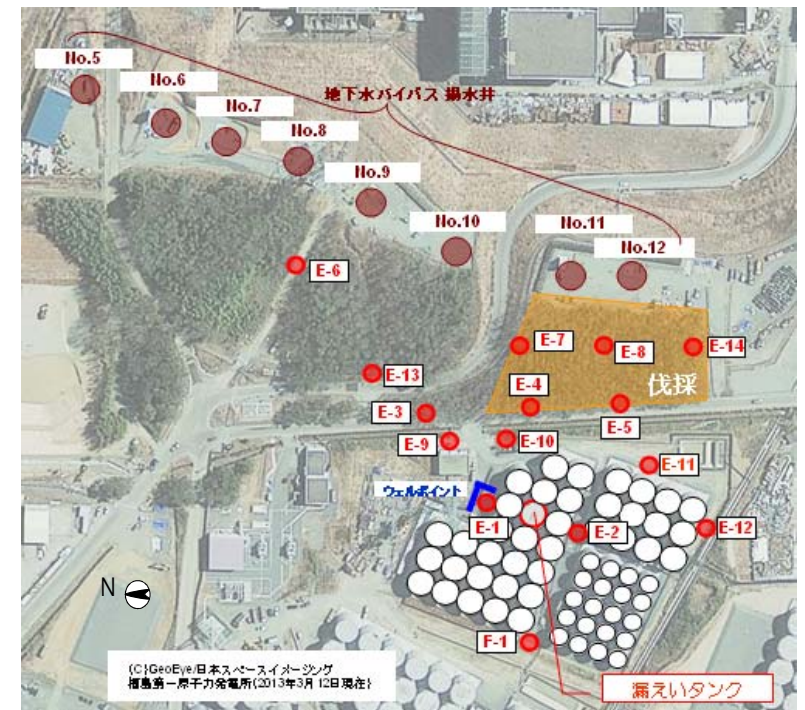 No.5
No.6
No.7
No.8
No.9
No.10
No.11
No.12
地下水バイパス 揚水井
E-6
E-7
E-8
E-14
E-13
E-4
伐採
E-3
E-5
E-9
E-10
E-11
ウェルポイント
E-1
E-2
E-12
N
F-1
(C)GeoEye/日本スペースイメージング
福島第一原子力発電所(2013年3月12日現在)
漏えいタンク